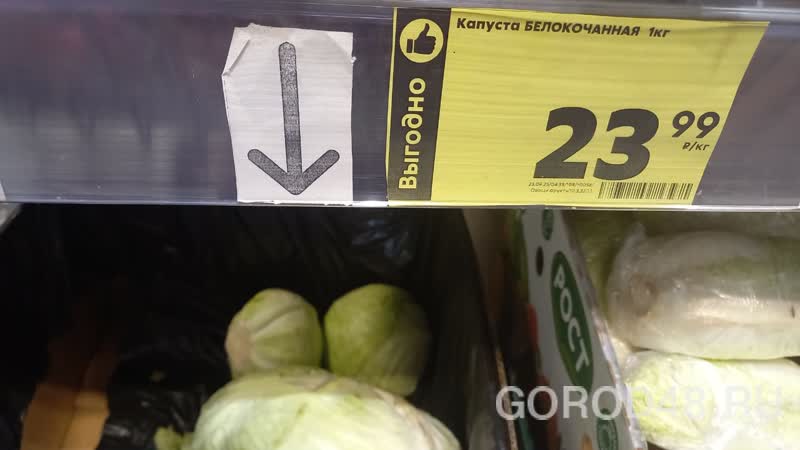 Капуста БЕЛОКОЧАННАЯ 1кг
Выгодно
23 99
₽/кг
РОСТ
GOROD48.RU